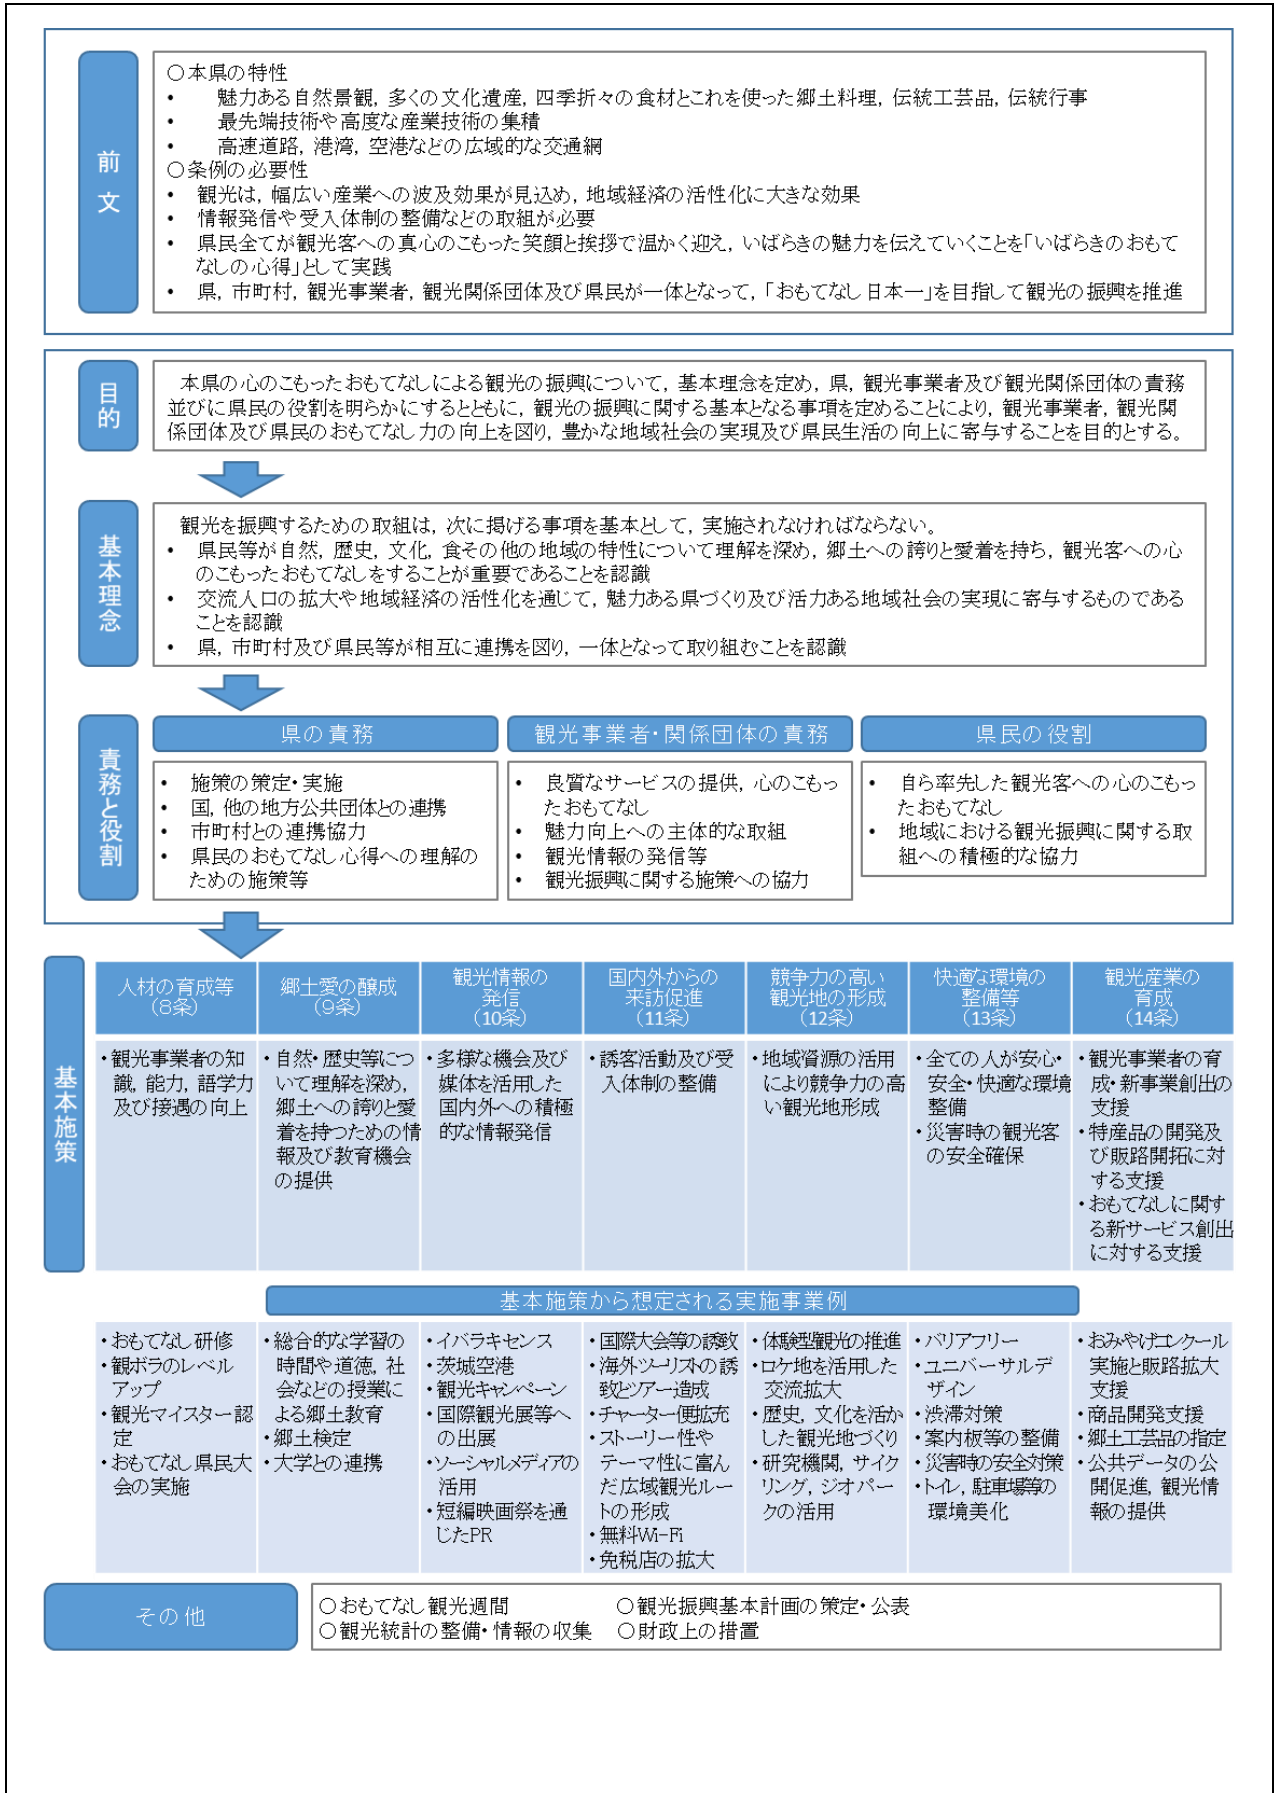 前文
○本県の特性
・ 魅力ある自然景観, 多くの文化遺産, 四季折々の食材とこれを使った郷土料理, 伝統工芸品, 伝統行事
・ 最先端技術や高度な産業技術の集積
・ 高速道路, 港湾, 空港などの広域的な交通網
○条例の必要性
・ 観光は, 幅広い産業への波及効果が見込め, 地域経済の活性化に大きな効果
・ 情報発信や受入体制の整備などの取組が必要
・ 県民全てが観光客への真心のこもった笑顔と挨拶で温かく迎え, いばらきの魅力を伝えていくことを「いばらきのおもて
なしの心得」として実践
・ 県, 市町村, 観光事業者, 観光関係団体及び県民が一体となって, 「おもてなし日本一」を目指して観光の振興を推進
目的
本県の心のこもったおもてなしによる観光の振興について, 基本理念を定め, 県, 観光事業者及び観光関係団体の責務
並びに県民の役割を明らかにするとともに, 観光の振興に関する基本となる事項を定めることにより, 観光事業者, 観光関
係団体及び県民のおもてなし力の向上を図り, 豊かな地域社会の実現及び県民生活の向上に寄与することを目的とする。
基本理念
観光を振興するための取組は, 次に掲げる事項を基本として, 実施されなければならない。
・ 県民等が自然, 歴史, 文化, 食その他の地域の特性について理解を深め, 郷土への誇りと愛着を持ち, 観光客への心
のこもったおもてなしをすることが重要であることを認識
・ 交流人口の拡大や地域経済の活性化を通じて, 魅力ある県づくり及び活力ある地域社会の実現に寄与するものである
ことを認識
・ 県, 市町村及び県民等が相互に連携を図り, 一体となって取り組むことを認識
責務と役割
県の責務
・ 施策の策定・実施
・ 国, 他の地方公共団体との連携
・ 市町村との連携協力
・ 県民のおもてなし心得への理解の
ための施策等
観光事業者・関係団体の責務
・ 良質なサービスの提供, 心のこもっ
たおもてなし
・ 魅力向上への主体的な取組
・ 観光情報の発信等
・ 観光振興に関する施策への協力
県民の役割
・ 自ら率先した観光客への心のこもっ
たおもてなし
・ 地域における観光振興に関する取
組への積極的な協力
基本施策
人材の育成等
(8条)
・観光事業者の知
識, 能力, 語学力
及び接遇の向上
郷土愛の醸成
(9条)
・自然・歴史等につ
いて理解を深め,
郷土への誇りと愛
着を持つための情
報及び教育機会
の提供
観光情報の
発信
(10条)
・多様な機会及び
媒体を活用した
国内外への積極
的な情報発信
国内外からの
来訪促進
(11条)
・誘客活動及び受
入体制の整備
競争力の高い
観光地の形成
(12条)
・地域資源の活用
により競争力の高
い観光地形成
快適な環境の
整備等
(13条)
・全ての人が安心・
安全・快適な環境
整備
・災害時の観光客
の安全確保
観光産業の
育成
(14条)
・観光事業者の育
成・新事業創出の
支援
・特産品の開発及
び販路開拓に対
する支援
・おもてなしに関す
る新サービス創出
に対する支援
基本施策から想定される実施事業例
・おもてなし研修
・観ボラのレベル
アップ
・観光マイスター認
定
・おもてなし県民大
会の実施
・総合的な学習の
時間や道徳, 社
会などの授業に
よる郷土教育
・郷土検定
・大学との連携
・イバラキセンス
・茨城空港
・観光キャンペーン
・国際観光展等へ
の出展
・ソーシャルメディアの
活用
・短編映画祭を通
じたPR
・国際大会等の誘致
・海外ツーリストの誘
致とツアー造成
・チャーター便拡充
・ストーリー性や
テーマ性に富ん
だ広域観光ルー
トの形成
・無料Wi-Fi
・免税店の拡大
・体験型観光の推進
・ロケ地を活用した
交流拡大
・歴史, 文化を活か
した観光地づくり
・研究機関, サイク
リング, ジオパー
クの活用
・バリアフリー
・ユニバーサルデ
ザイン
・渋滞対策
・案内板等の整備
・災害時の安全対策
・トイレ, 駐車場等の
環境美化
・おみやげコンクール
実施と販路拡大
支援
・商品開発支援
・郷土工芸品の指定
・公共データの公
開促進, 観光情
報の提供
その他
○おもてなし観光週間 ○観光振興基本計画の策定・公表
○観光統計の整備・情報の収集 ○財政上の措置